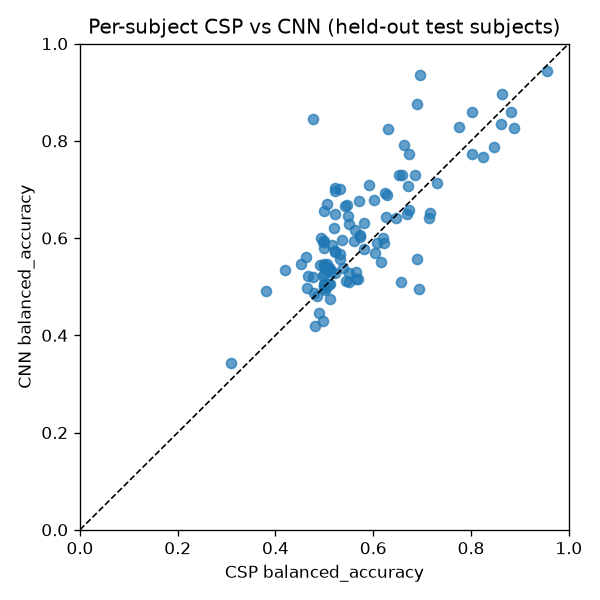 Per-subject CSP vs CNN (held-out test subjects)
1.0
0.8
0.6
0.4
0.2
0.0
CNN balanced_accuracy
0.0 0.2 0.4 0.6 0.8 1.0
CSP balanced_accuracy